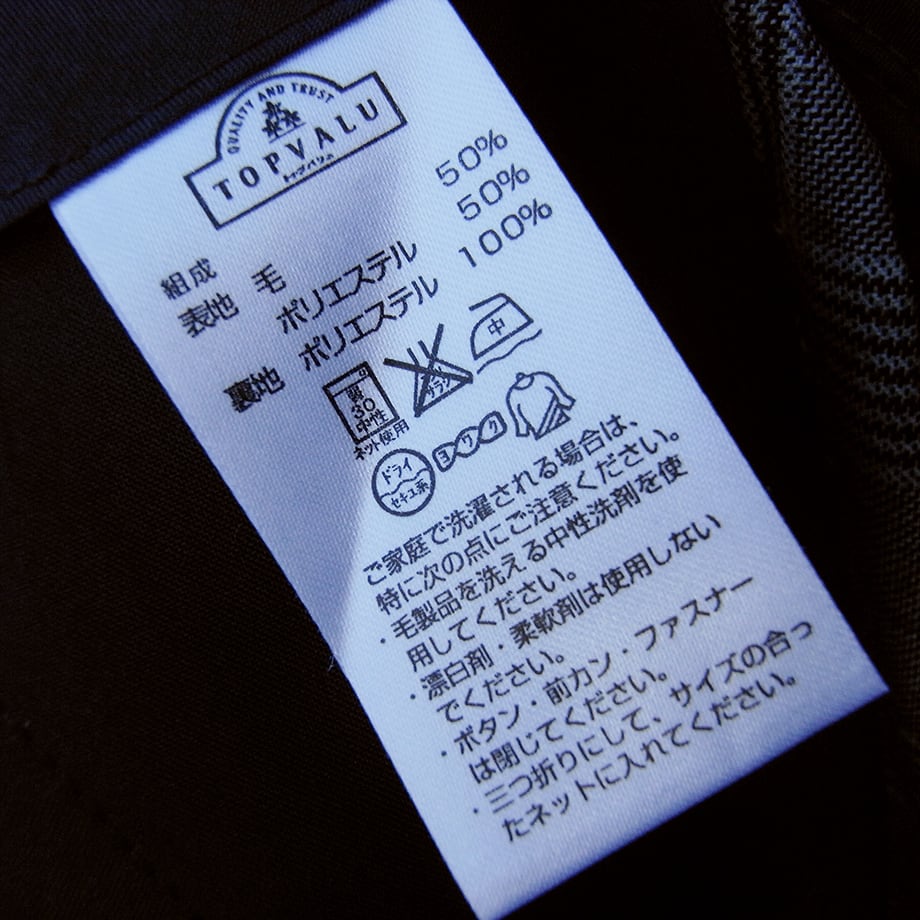 QUALITY AND TRUST
TOPVALU
トップバリュ
組成
表地 毛 50%
ポリエステル 50%
裏地 ポリエステル 100%
弱
30
中性
ネット使用
エンソ
サラシ
中
ドライ
セキユ系
ヨワク
ご家庭で洗濯される場合は、
特に次の点にご注意ください。
・毛製品を洗える中性洗剤を使
用してください。
・漂白剤・柔軟剤は使用しない
でください。
・ボタン・前カン・ファスナー
は閉じてください。
・三つ折りにして、サイズの合っ
たネットに入れてください。